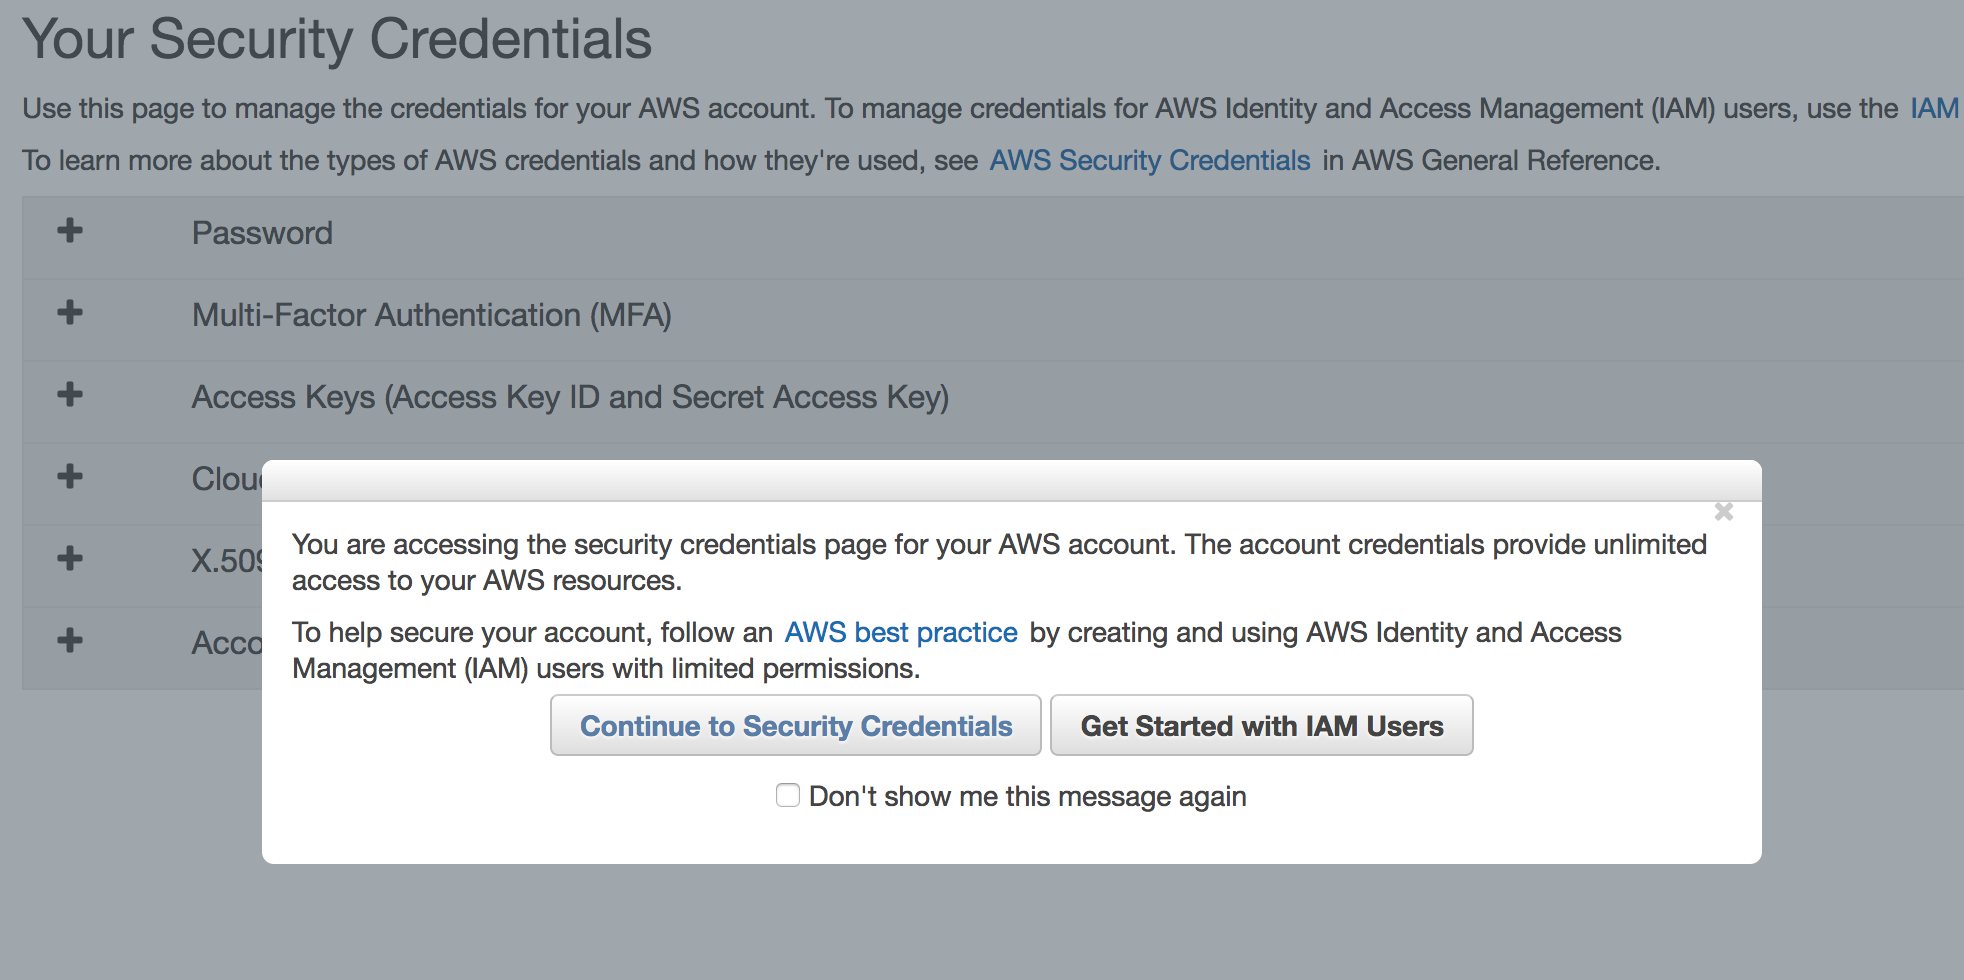 Your Security Credentials
Use this page to manage the credentials for your AWS account. To manage credentials for AWS Identity and Access Management (IAM) users, use the IAM
To learn more about the types of AWS credentials and how they're used, see AWS Security Credentials in AWS General Reference.
Password
Multi-Factor Authentication (MFA)
Access Keys (Access Key ID and Secret Access Key)
You are accessing the security credentials page for your AWS account. The account credentials provide unlimited
access to your AWS resources.
To help secure your account, follow an AWS best practice by creating and using AWS Identity and Access
Management (IAM) users with limited permissions.
Continue to Security Credentials Get Started with IAM Users
Don't show me this message again